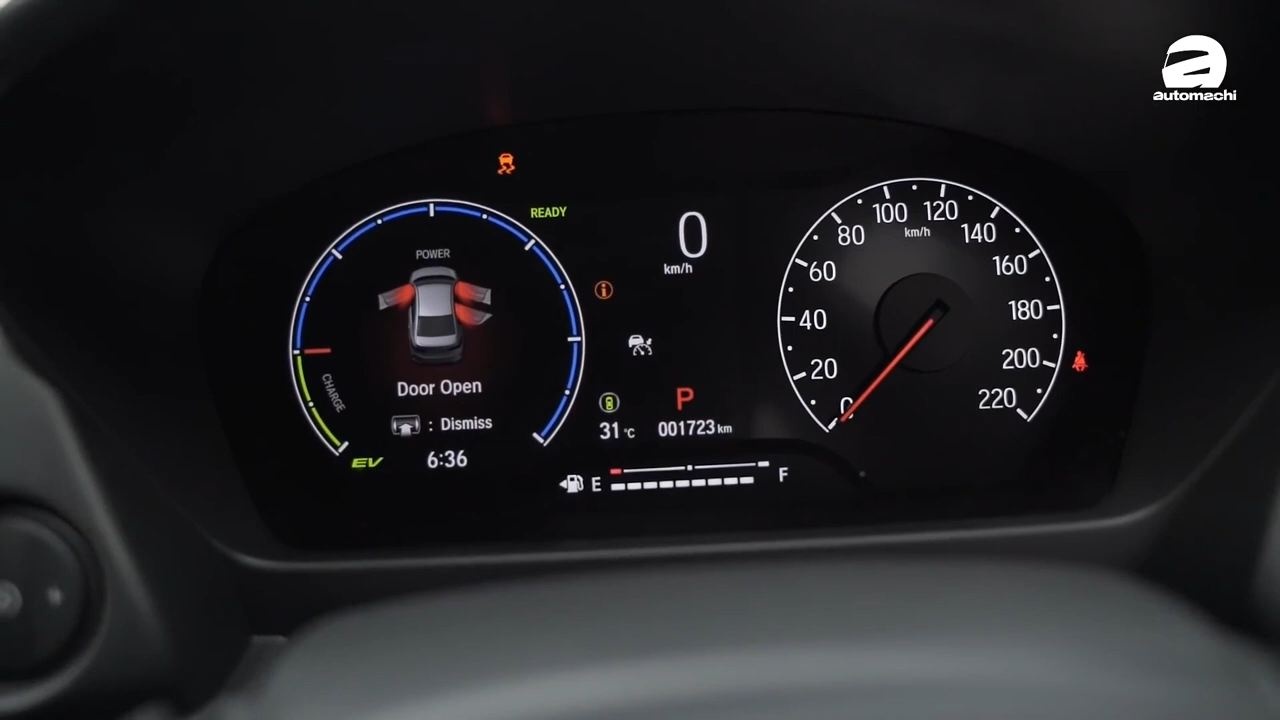 automachi
READY
POWER
0
km/h
CHARGE
Door Open
: Dismiss
EV
6:36
P
31 °C
001723 km
E
F
0
20
40
60
80
100
120
140
160
180
200
220
km/h